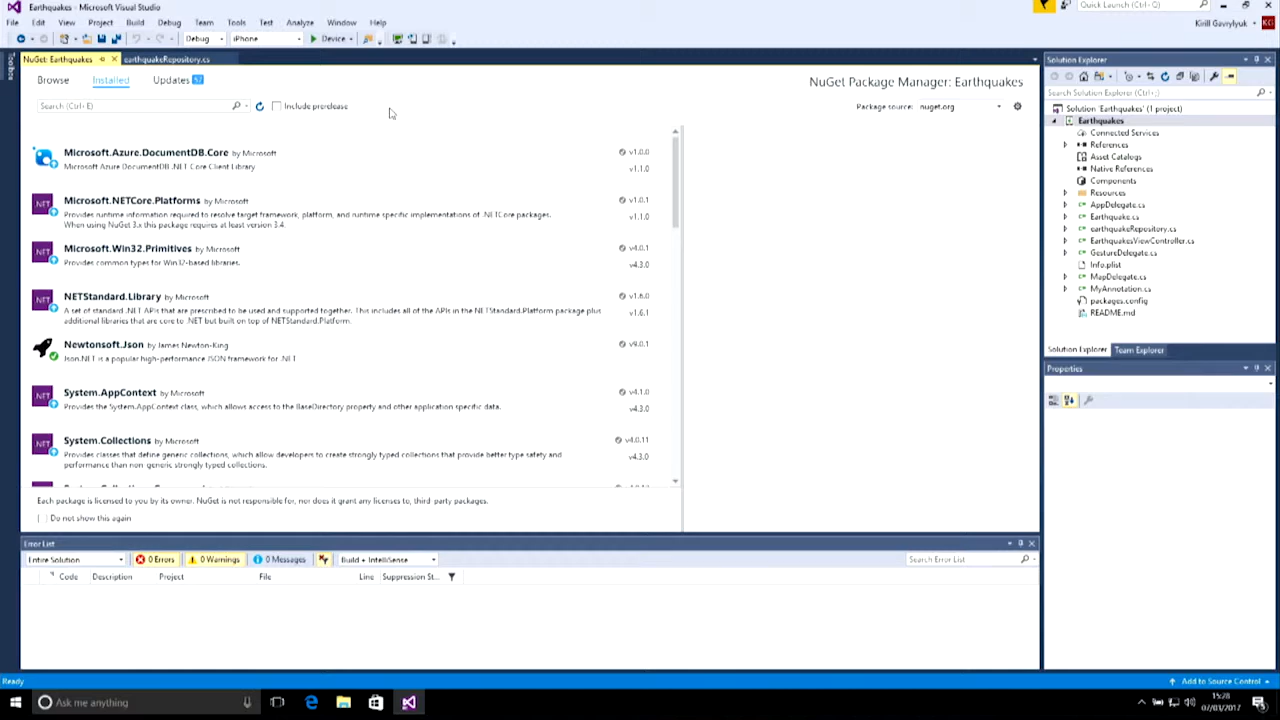 Earthquakes - Microsoft Visual Studio
Quick Launch (Ctrl+Q)
File Edit View Project Build Debug Team Tools Test Analyze Window Help
Kirill Gavrylyuk KG
Debug iPhone Device
NuGet: Earthquakes
earthquakeRepository.cs
Toolbox
Browse Installed Updates 57
NuGet Package Manager: Earthquakes
Search (Ctrl+E)
Include prerelease
Package source: nuget.org
Microsoft.Azure.DocumentDB.Core by Microsoft
v1.0.0
Microsoft Azure DocumentDB .NET Core Client Library
v1.1.0
.NET
Microsoft.NETCore.Platforms by Microsoft
v1.0.1
Provides runtime information required to resolve target framework, platform, and runtime specific implementations of .NETCore packages.
v1.1.0
When using NuGet 3.x this package requires at least version 3.4.
.NET
Microsoft.Win32.Primitives by Microsoft
v4.0.1
Provides common types for Win32-based libraries.
v4.3.0
.NET
NETStandard.Library by Microsoft
v1.6.0
A set of standard .NET APIs that are prescribed to be used and supported together. This includes all of the APIs in the NETStandard.Platform package plus
v1.6.1
additional libraries that are core to .NET but built on top of NETStandard.Platform.
Newtonsoft.Json by James Newton-King
v9.0.1
Json.NET is a popular high-performance JSON framework for .NET
.NET
System.AppContext by Microsoft
v4.1.0
Provides the System.AppContext class, which allows access to the BaseDirectory property and other application specific data.
v4.3.0
.NET
System.Collections by Microsoft
v4.0.11
Provides classes that define generic collections, which allow developers to create strongly typed collections that provide better type safety and
v4.3.0
performance than non-generic strongly typed collections.
Each package is licensed to you by its owner. NuGet is not responsible for, nor does it grant any licenses to, third-party packages.
Do not show this again
Solution Explorer
Search Solution Explorer (Ctrl+;)
Solution 'Earthquakes' (1 project)
Earthquakes
Connected Services
References
Asset Catalogs
Native References
Components
Resources
AppDelegate.cs
Earthquake.cs
earthquakeRepository.cs
EarthquakesViewController.cs
GestureDelegate.cs
Info.plist
MapDelegate.cs
MyAnnotation.cs
packages.config
README.md
Solution Explorer Team Explorer
Properties
Error List
Entire Solution 0 Errors 0 Warnings 0 Messages Build + IntelliSense
Search Error List
Code Description Project File Line Suppression St...
Ready
Add to Source Control
Ask me anything
15:28
07/03/2017